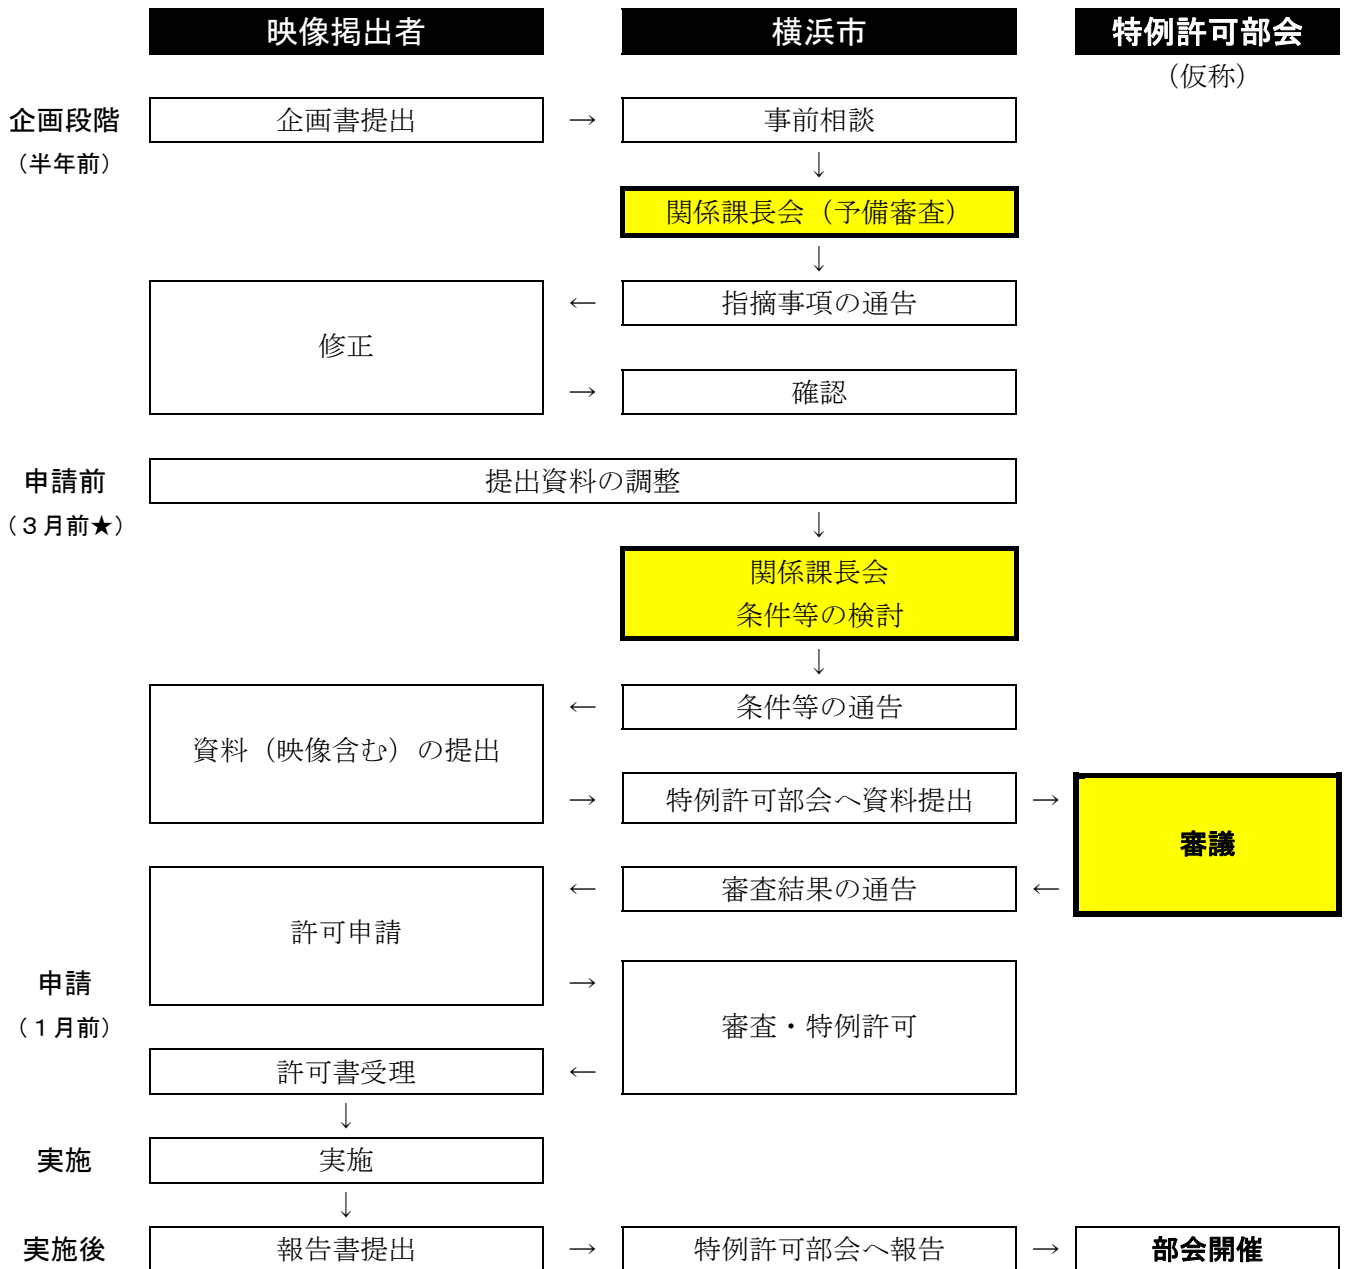 映像掲出者 横浜市 特例許可部会
（仮称）
企画段階 企画書提出 → 事前相談
（半年前） ↓
関係課長会（予備審査）
↓
← 指摘事項の通告
修正
→ 確認
申請前 提出資料の調整
（３月前★） ↓
関係課長会
条件等の検討
↓
← 条件等の通告
資料（映像含む）の提出
→ 特例許可部会へ資料提出 →
審議
← 審査結果の通告 ←
許可申請
申請 →
（１月前） 審査・特例許可
許可書受理 ←
↓
実施 実施
↓
実施後 報告書提出 → 特例許可部会へ報告 → 部会開催